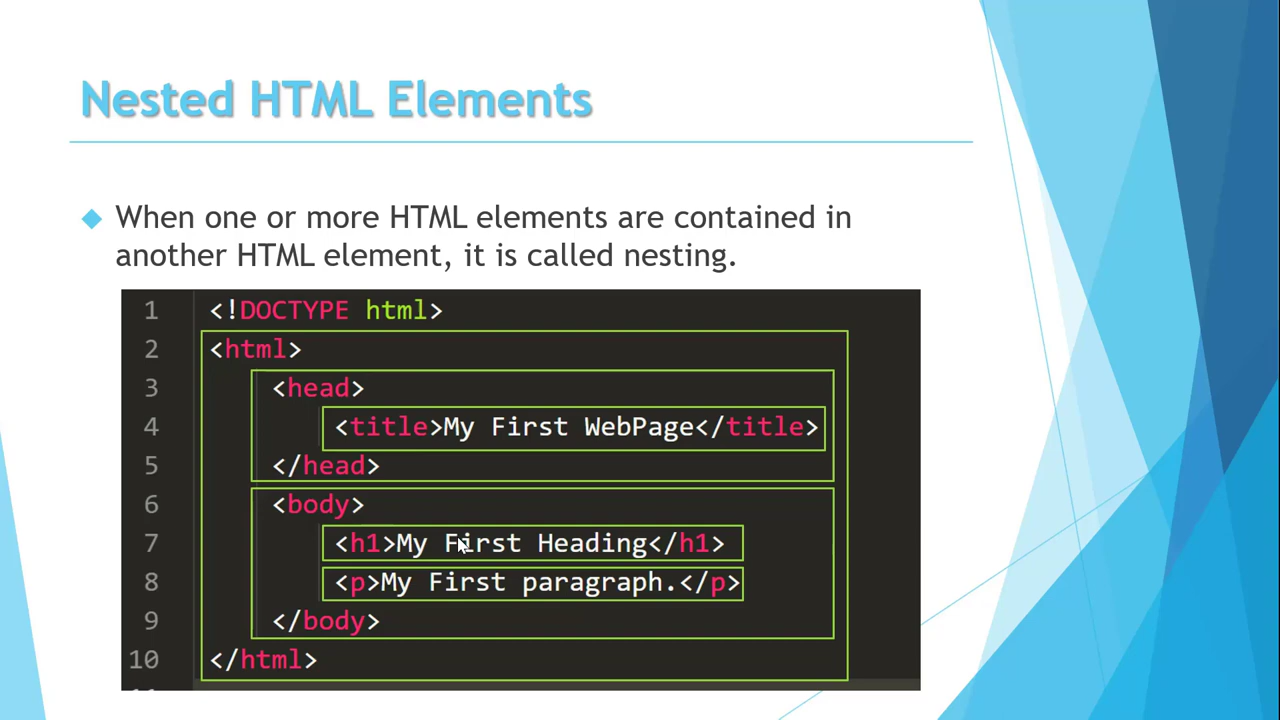 Nested HTML Elements
When one or more HTML elements are contained in
another HTML element, it is called nesting.
1 <!DOCTYPE html>
2 <html>
3 <head>
4 <title>My First WebPage</title>
5 </head>
6 <body>
7 <h1>My First Heading</h1>
8 <p>My First paragraph.</p>
9 </body>
10 </html>